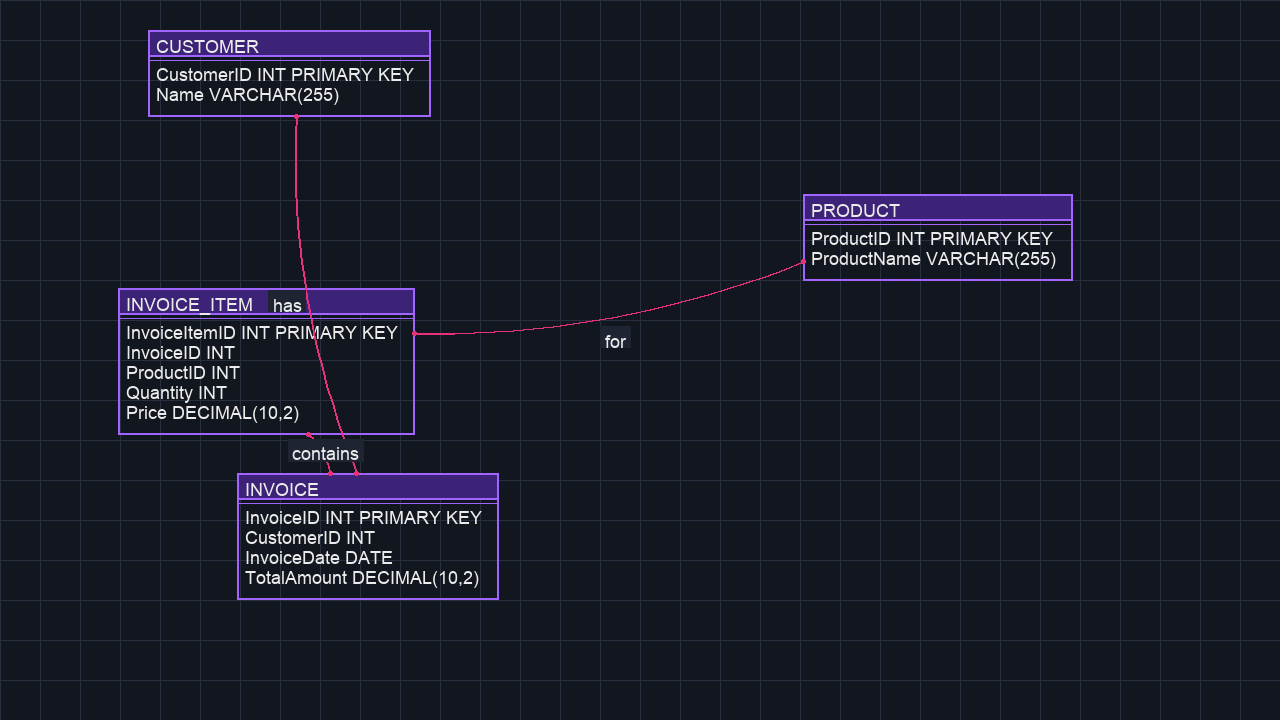 CUSTOMER
CustomerID INT PRIMARY KEY
Name VARCHAR(255)
PRODUCT
ProductID INT PRIMARY KEY
ProductName VARCHAR(255)
INVOICE_ITEM
has
InvoiceItemID INT PRIMARY KEY
InvoiceID INT
ProductID INT
Quantity INT
Price DECIMAL(10,2)
for
contains
INVOICE
InvoiceID INT PRIMARY KEY
CustomerID INT
InvoiceDate DATE
TotalAmount DECIMAL(10,2)